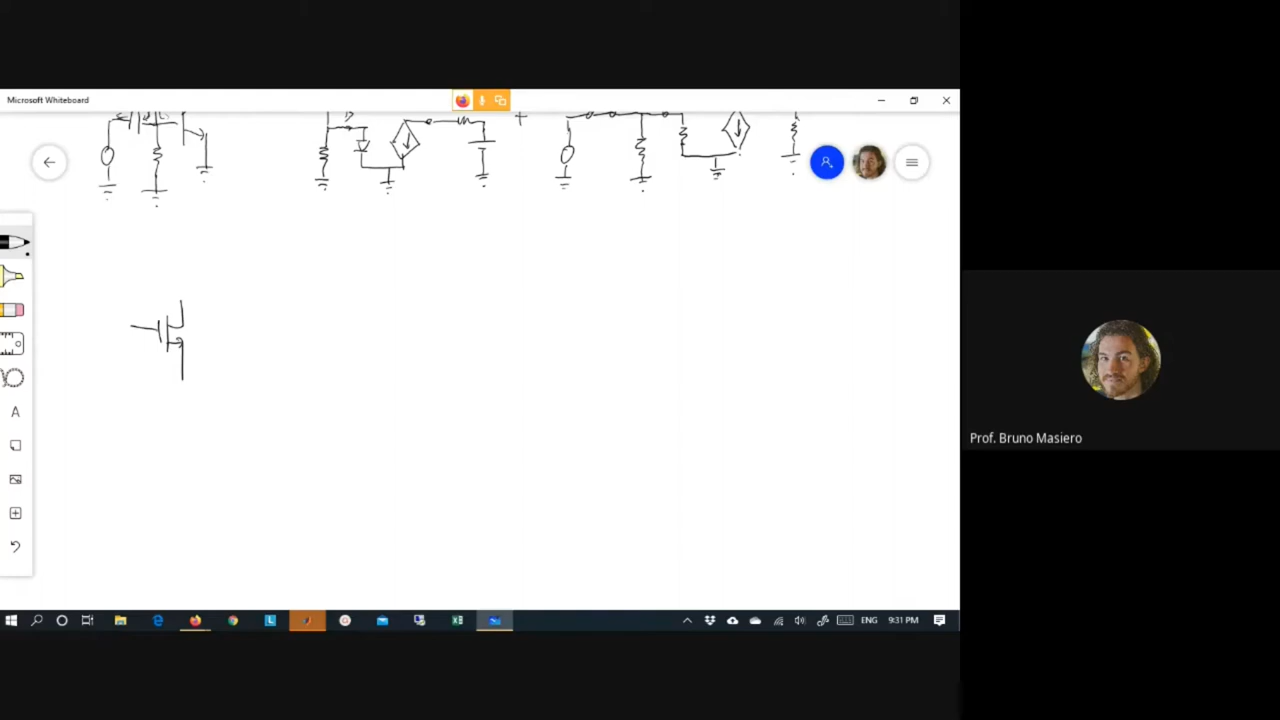 Microsoft Whiteboard
+
A
Prof. Bruno Masiero
ENG
9:31 PM